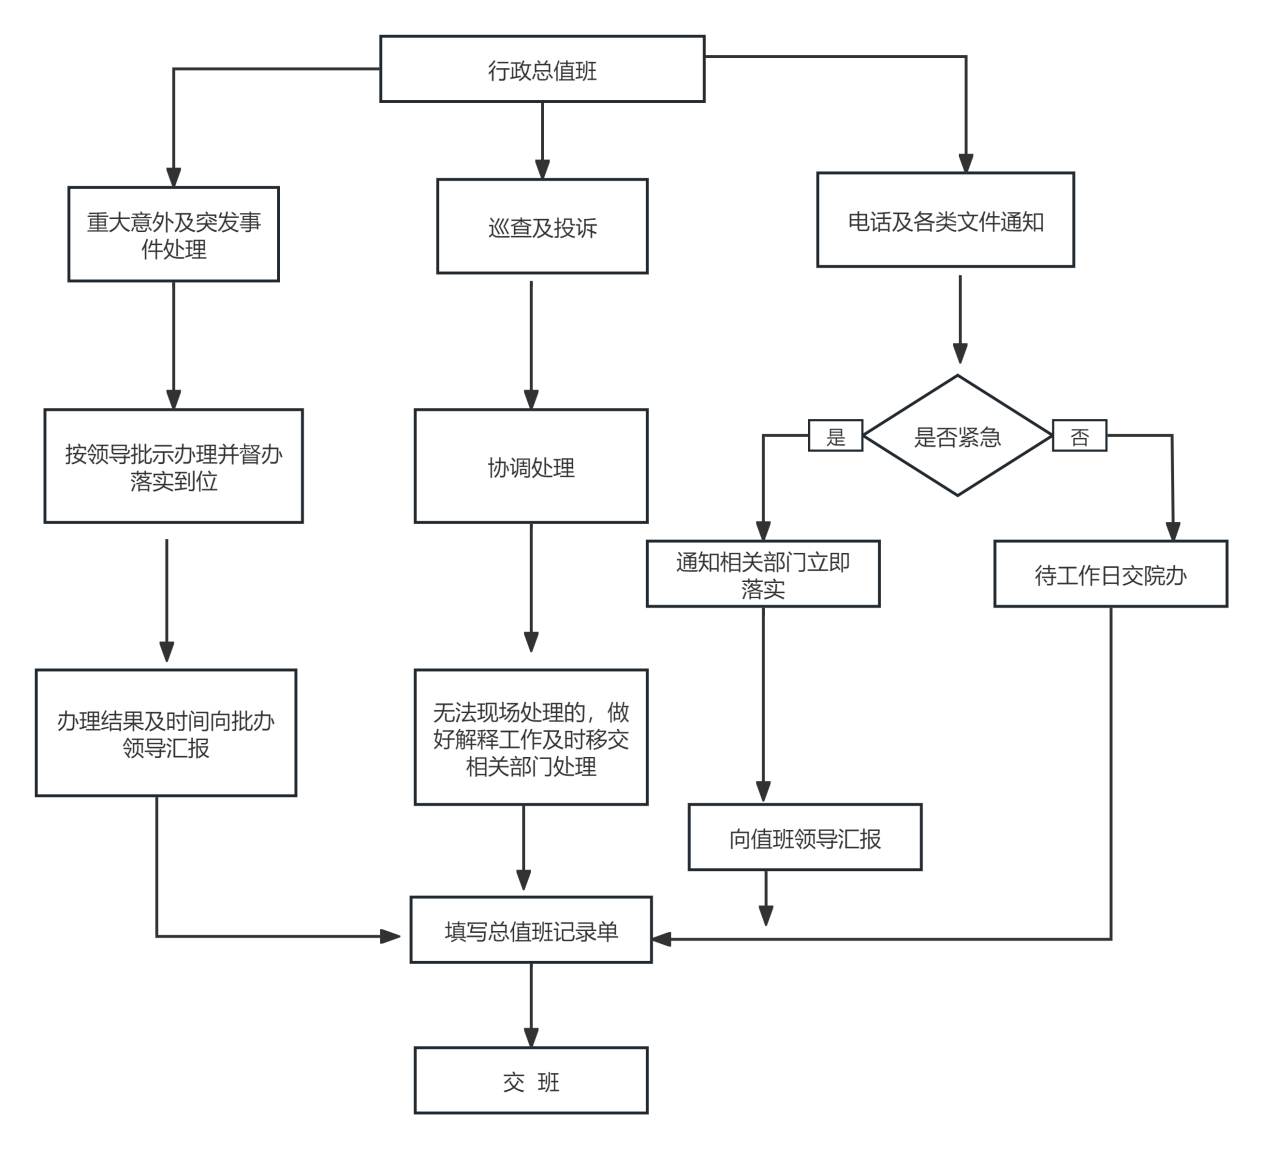 行政总值班
重大意外及突发事
件处理
巡查及投诉
电话及各类文件通知
按领导批示办理并督办
落实到位
协调处理
是
是否紧急
否
通知相关部门立即
落实
待工作日交院办
办理结果及时间向批办
领导汇报
无法现场处理的，做
好解释工作及时移交
相关部门处理
向值班领导汇报
填写总值班记录单
交 班